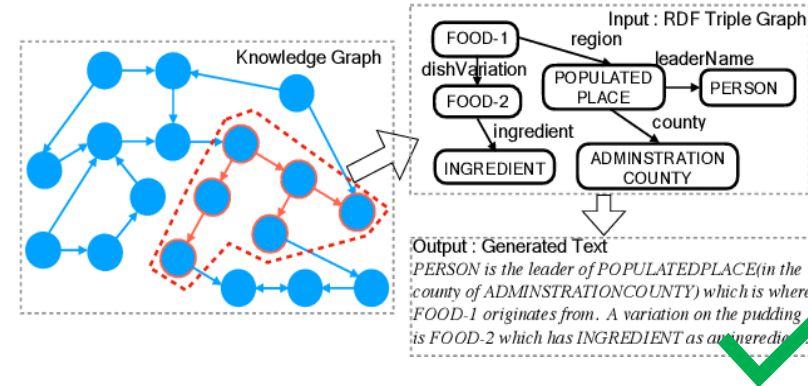 Knowledge Graph
Input : RDF Triple Graph
FOOD-1
region
leaderName
dishVariation
POPULATED
PLACE
PERSON
FOOD-2
county
ingredient
INGREDIENT
ADMINSTRATION
COUNTY
Output : Generated Text
PERSON is the leader of POPULATEDPLACE(in the
county of ADMINSTRATIONCOUNTY) which is where
FOOD-1 originates from. A variation on the pudding
is FOOD-2 which has INGREDIENT as an